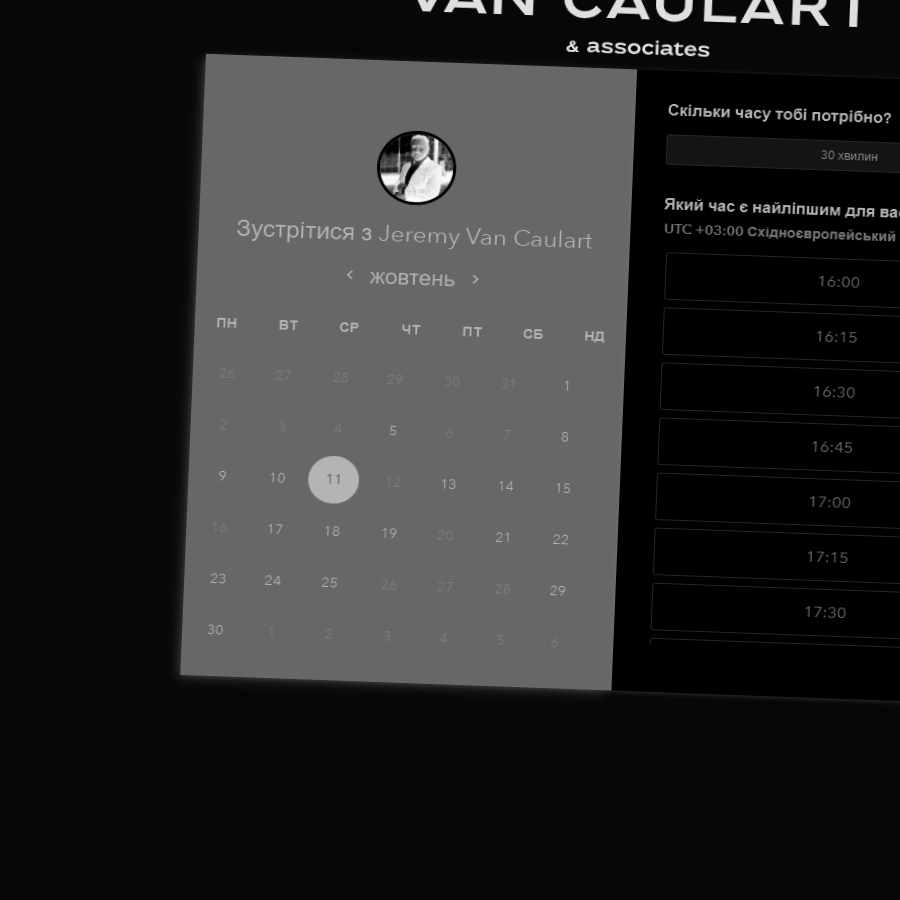 VAN CAULART
& associates
Зустрітися з Jeremy Van Caulart
жовтень
ПН ВТ СР ЧТ ПТ СБ НД
26 27 28 29 30 31 1
2 3 4 5 6 7 8
9 10 11 12 13 14 15
16 17 18 19 20 21 22
23 24 25 26 27 28 29
30 1 2 3 4 5 6
Скільки часу тобі потрібно?
30 хвилин
Який час є найліпшим для вас
UTC +03:00 Східноєвропейський
16:00
16:15
16:30
16:45
17:00
17:15
17:30